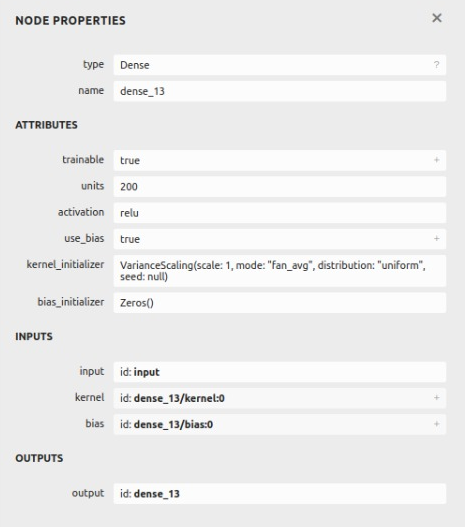 NODE PROPERTIES ×
type Dense ?
name dense_13
ATTRIBUTES
trainable true +
units 200
activation relu
use_bias true +
kernel_initializer VarianceScaling(scale: 1, mode: "fan_avg", distribution: "uniform",
seed: null)
bias_initializer Zeros()
INPUTS
input id: input
kernel id: dense_13/kernel:0 +
bias id: dense_13/bias:0 +
OUTPUTS
output id: dense_13